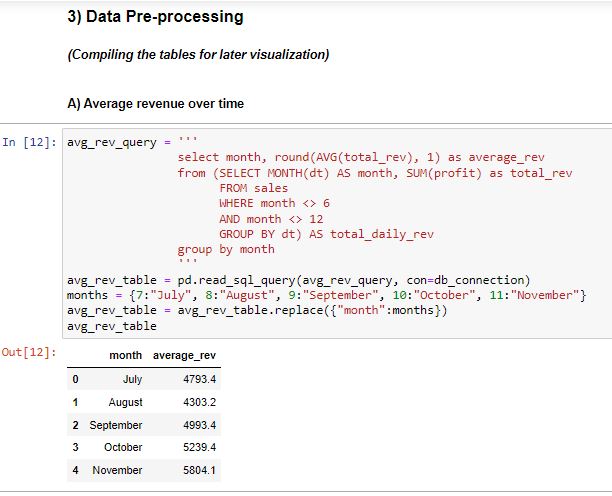 3) Data Pre-processing
(Compiling the tables for later visualization)
A) Average revenue over time
In [12]: avg_rev_query = '''
select month, round(AVG(total_rev), 1) as average_rev
from (SELECT MONTH(dt) AS month, SUM(profit) as total_rev
FROM sales
WHERE month <> 6
AND month <> 12
GROUP BY dt) AS total_daily_rev
group by month
'''
avg_rev_table = pd.read_sql_query(avg_rev_query, con=db_connection)
months = {7:"July", 8:"August", 9:"September", 10:"October", 11:"November"}
avg_rev_table = avg_rev_table.replace({"month":months})
avg_rev_table
Out[12]:
month average_rev
0 July 4793.4
1 August 4303.2
2 September 4993.4
3 October 5239.4
4 November 5804.1